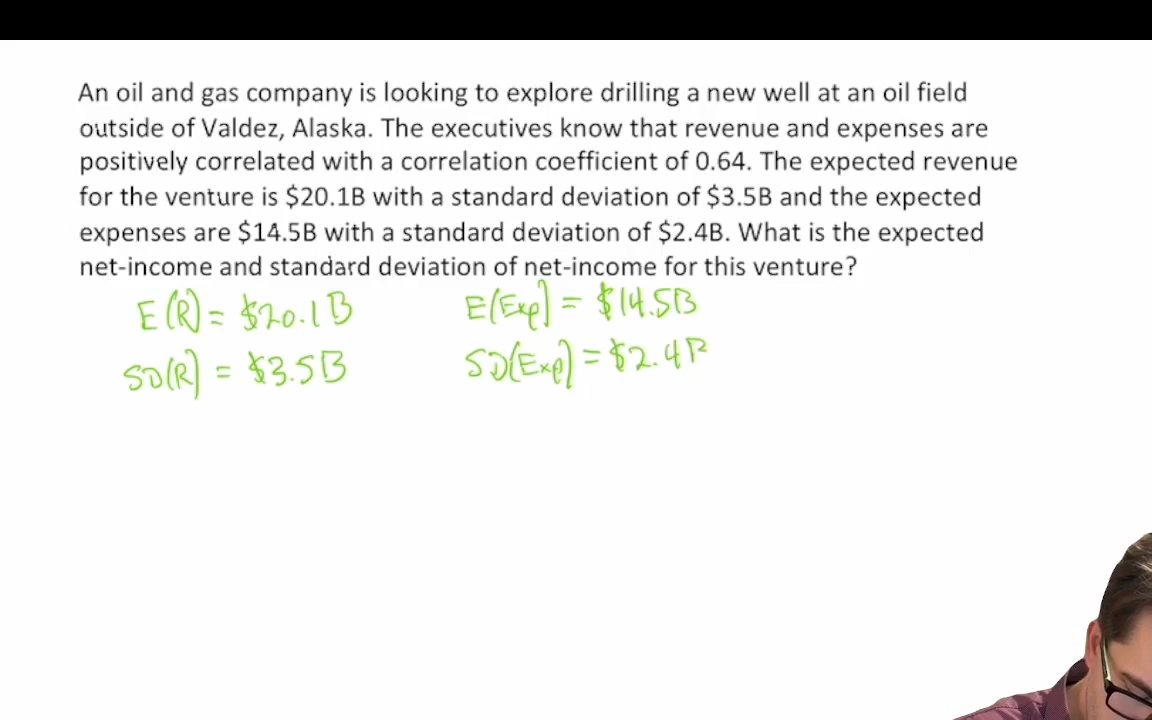 An oil and gas company is looking to explore drilling a new well at an oil field
outside of Valdez, Alaska. The executives know that revenue and expenses are
positively correlated with a correlation coefficient of 0.64. The expected revenue
for the venture is $20.1B with a standard deviation of $3.5B and the expected
expenses are $14.5B with a standard deviation of $2.4B. What is the expected
net-income and standard deviation of net-income for this venture?
E(R) = $20.1B E(Exp) = $14.5B
SD(R) = $3.5B SD(Exp) = $2.4B